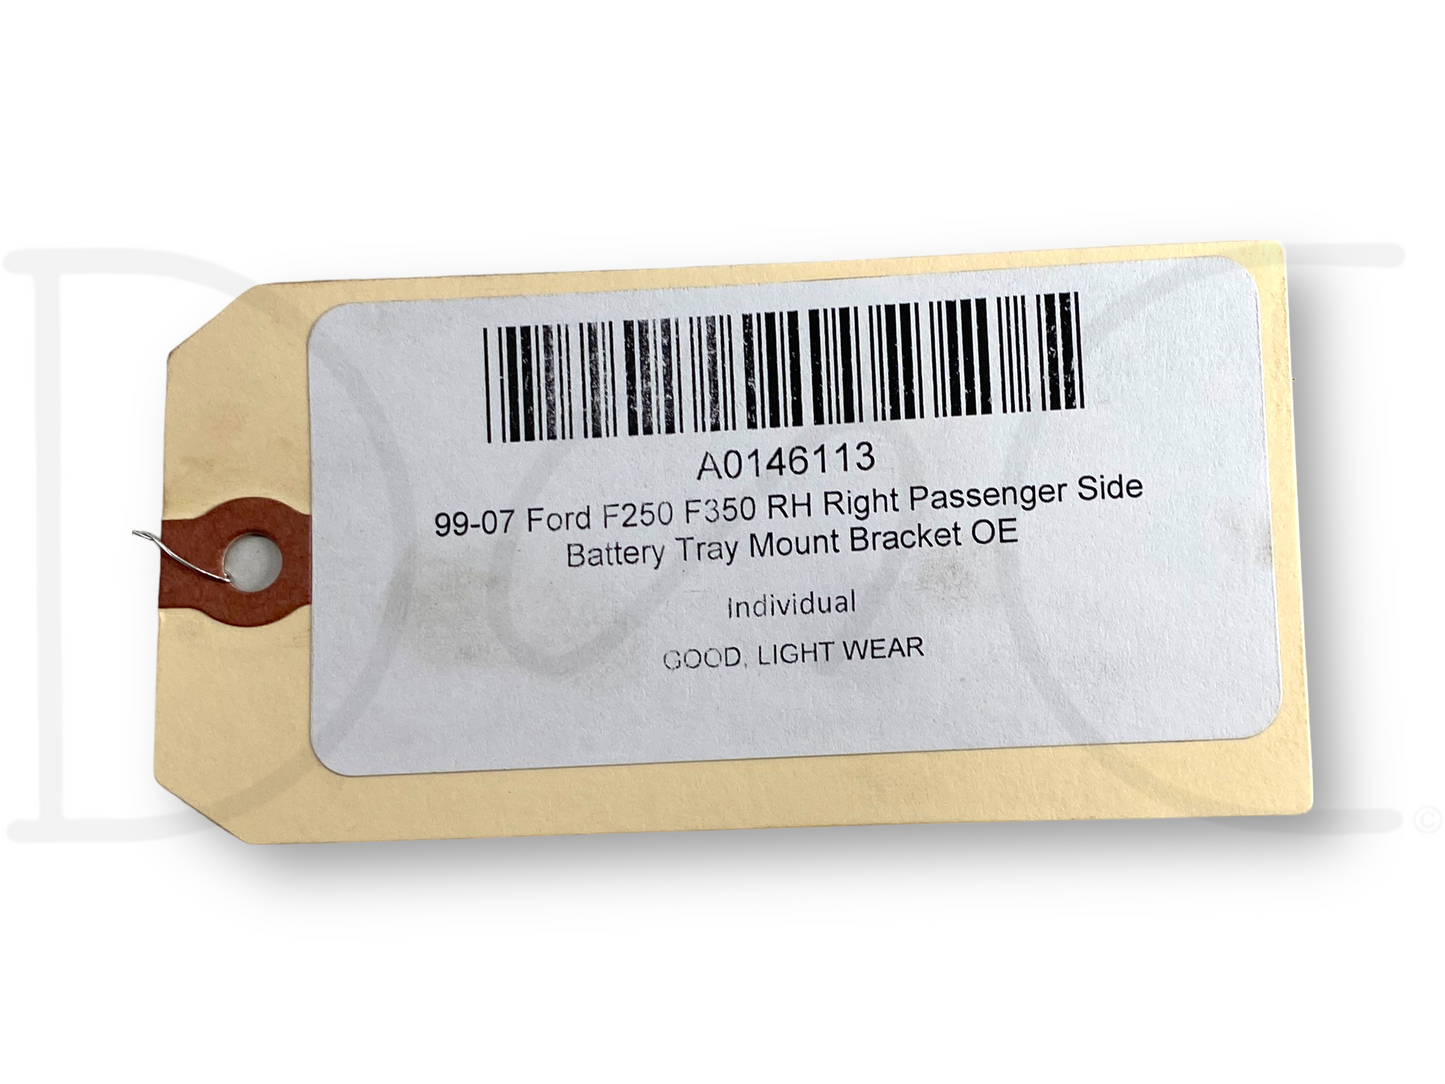 A0146113
99-07 Ford F250 F350 RH Right Passenger Side
Battery Tray Mount Bracket OE
Individual
GOOD, LIGHT WEAR
©